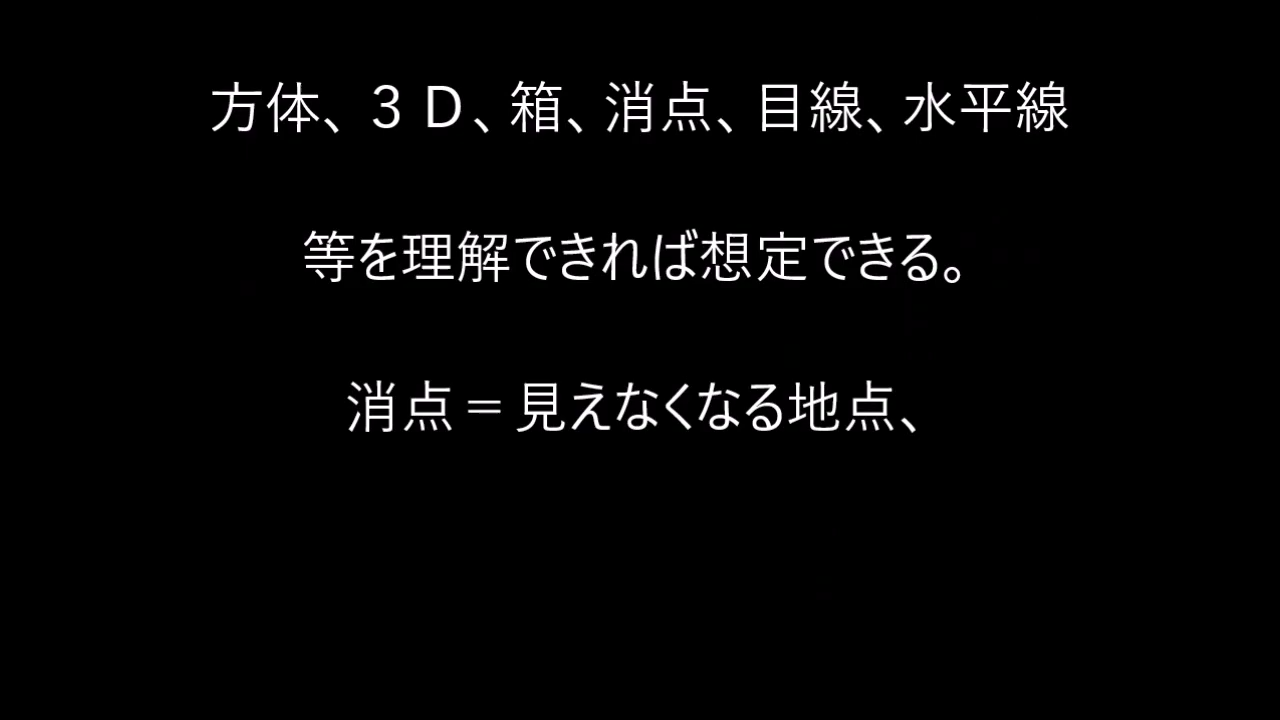 方体、３Ｄ、箱、消点、目線、水平線
等を理解できれば想定できる。
消点＝見えなくなる地点、